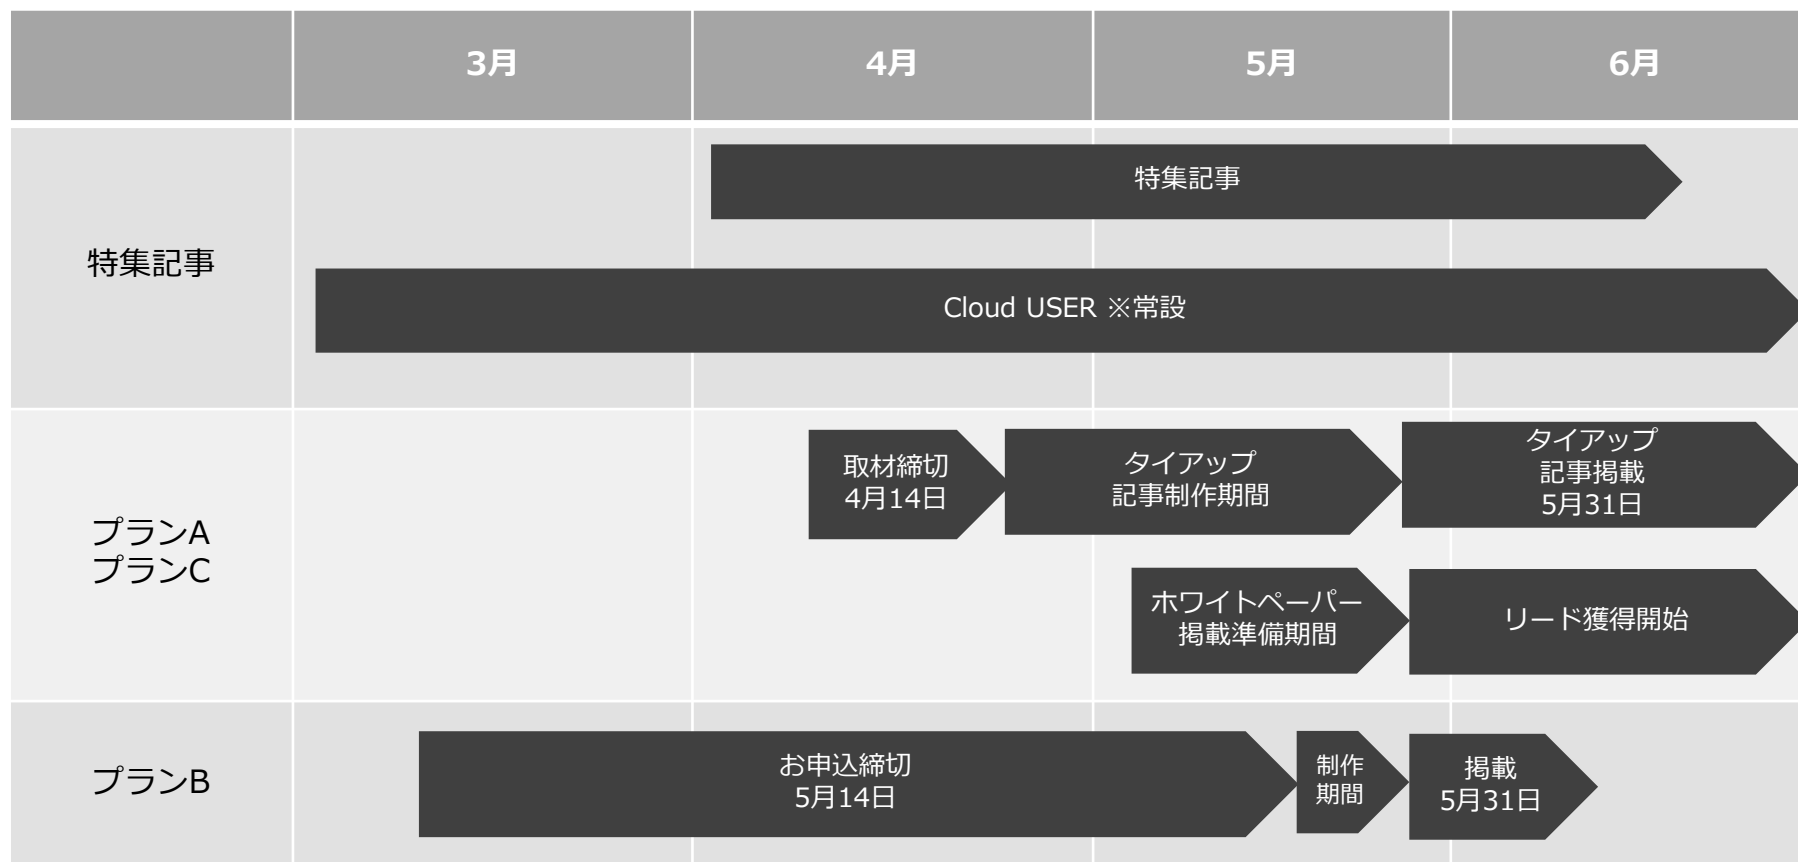 3月
4月
5月
6月
特集記事
特集記事
Cloud USER ※常設
プランA
プランC
取材締切
4月14日
タイアップ
記事制作期間
タイアップ
記事掲載
5月31日
ホワイトペーパー
掲載準備期間
リード獲得開始
プランB
お申込締切
5月14日
制作
期間
掲載
5月31日